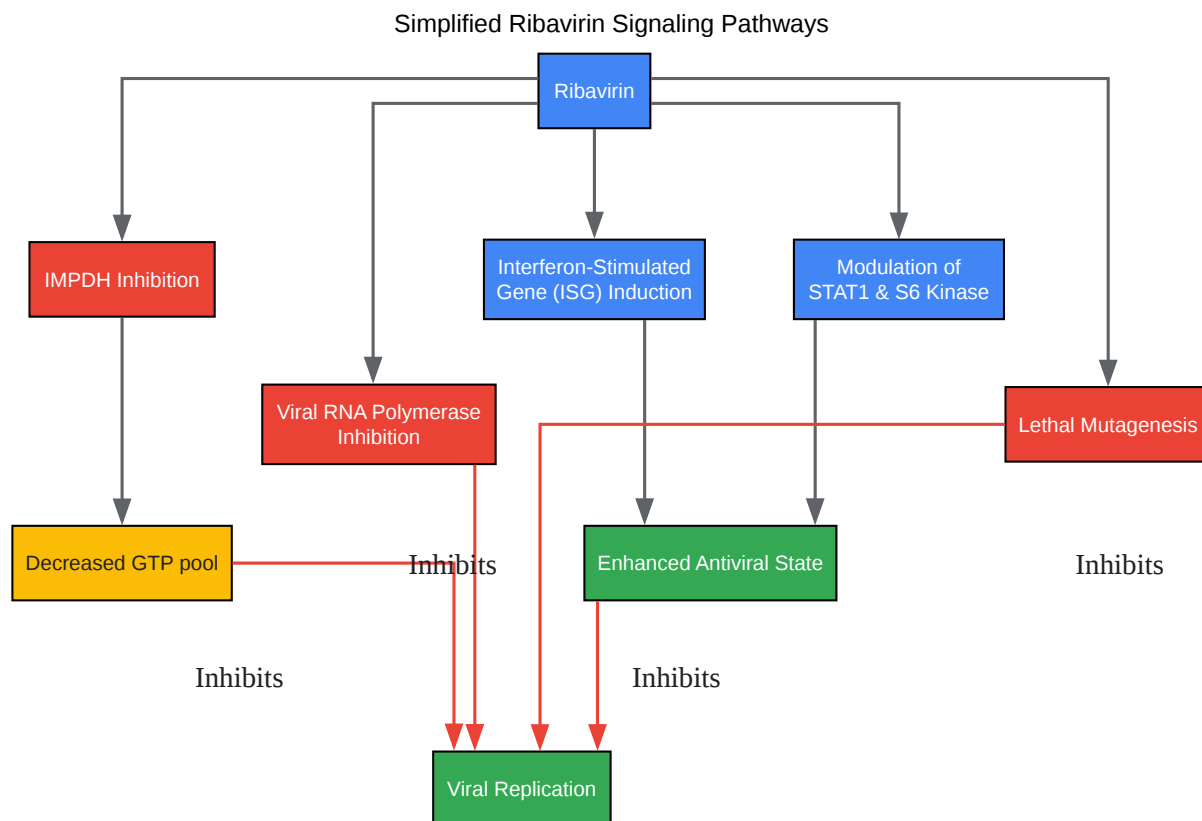 Simplified Ribavirin Signaling Pathways
Ribavirin
IMPDH Inhibition
Interferon-Stimulated
Gene (ISG) Induction
Modulation of
STAT1 & S6 Kinase
Viral RNA Polymerase
Inhibition
Lethal Mutagenesis
Decreased GTP pool
Inhibits
Enhanced Antiviral State
Inhibits
Inhibits
Inhibits
Viral Replication